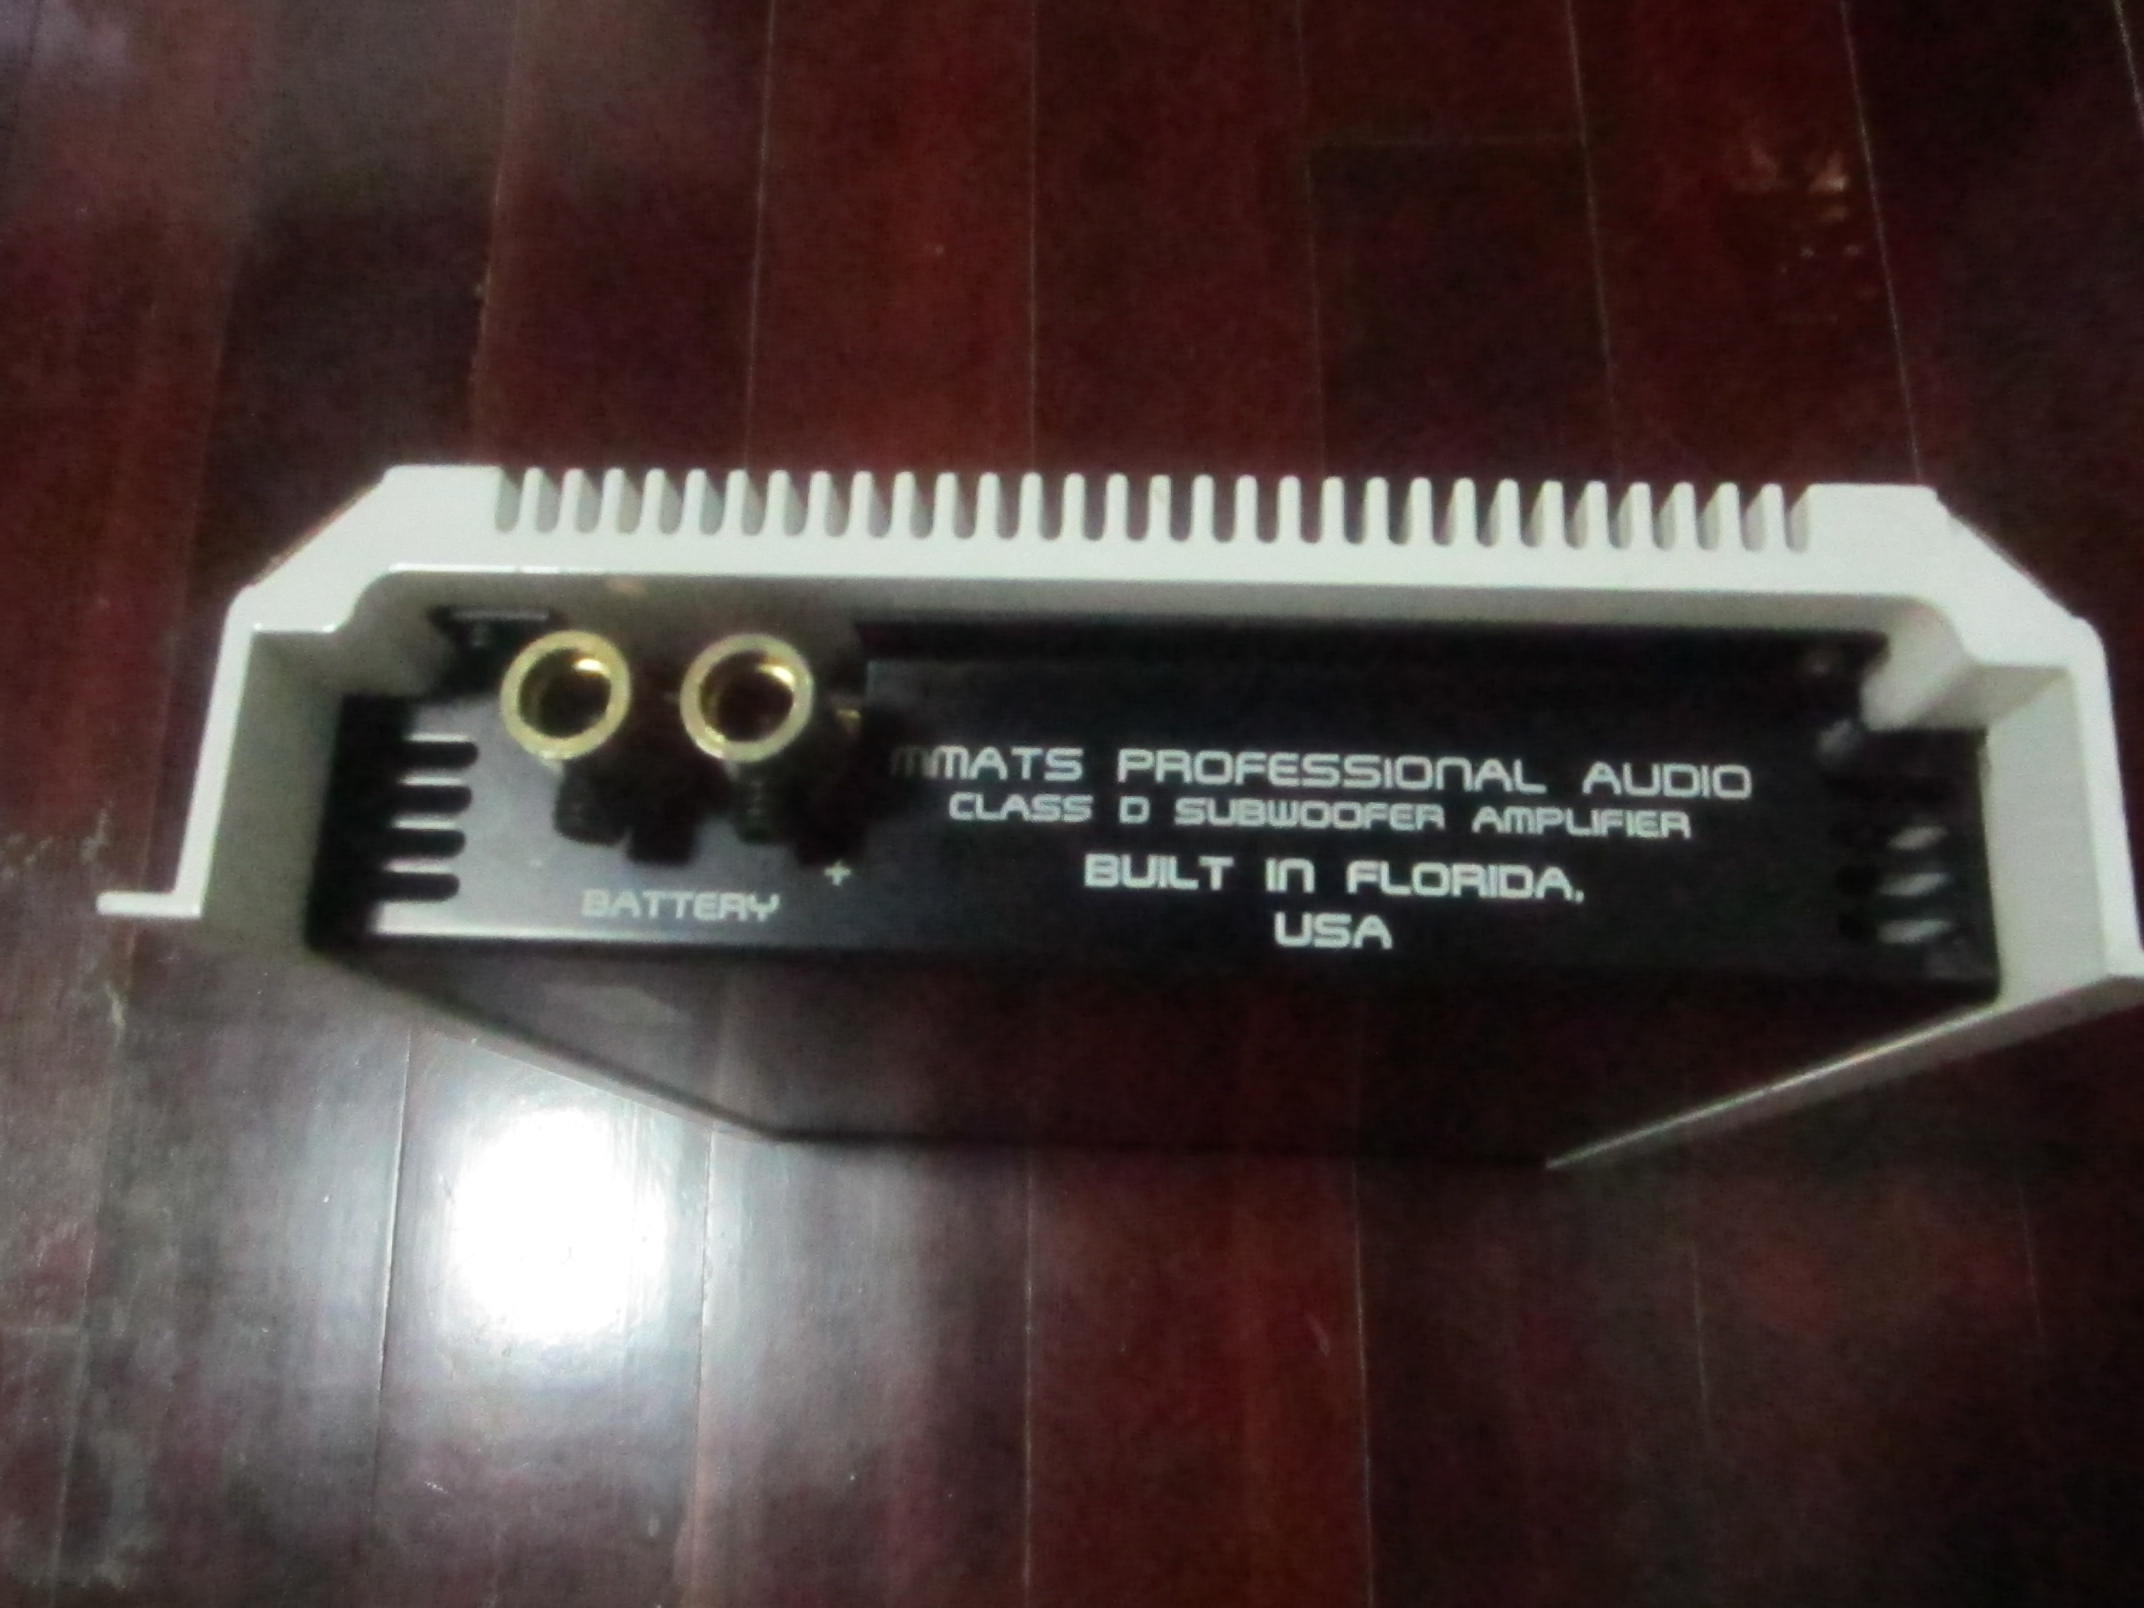 MMATS PROFESSIONAL AUDIO
CLASS D SUBWOOFER AMPLIFIER
BUILT IN FLORIDA,
USA
- +
BATTERY